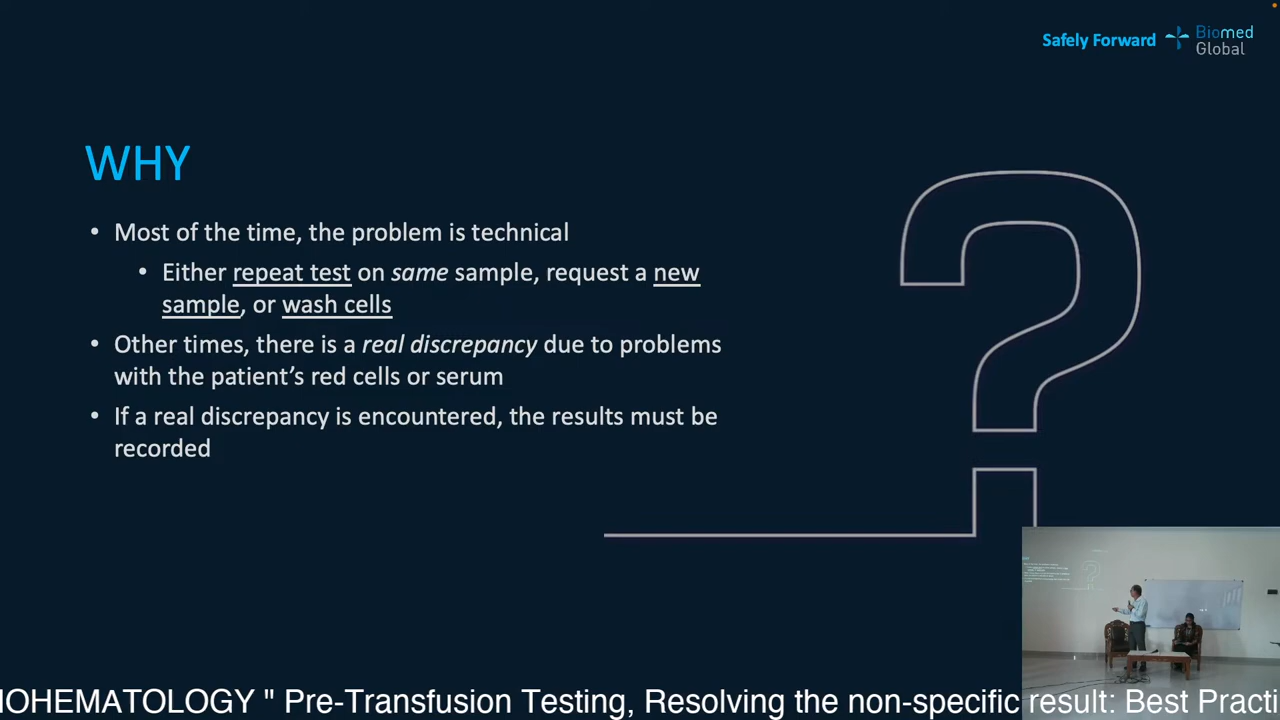 Safely Forward
Biomed
Global
WHY
• Most of the time, the problem is technical
• Either repeat test on same sample, request a new
sample, or wash cells
• Other times, there is a real discrepancy due to problems
with the patient’s red cells or serum
• If a real discrepancy is encountered, the results must be
recorded
IOHEMATOLOGY " Pre-Transfusion Testing, Resolving the non-specific result: Best Practi